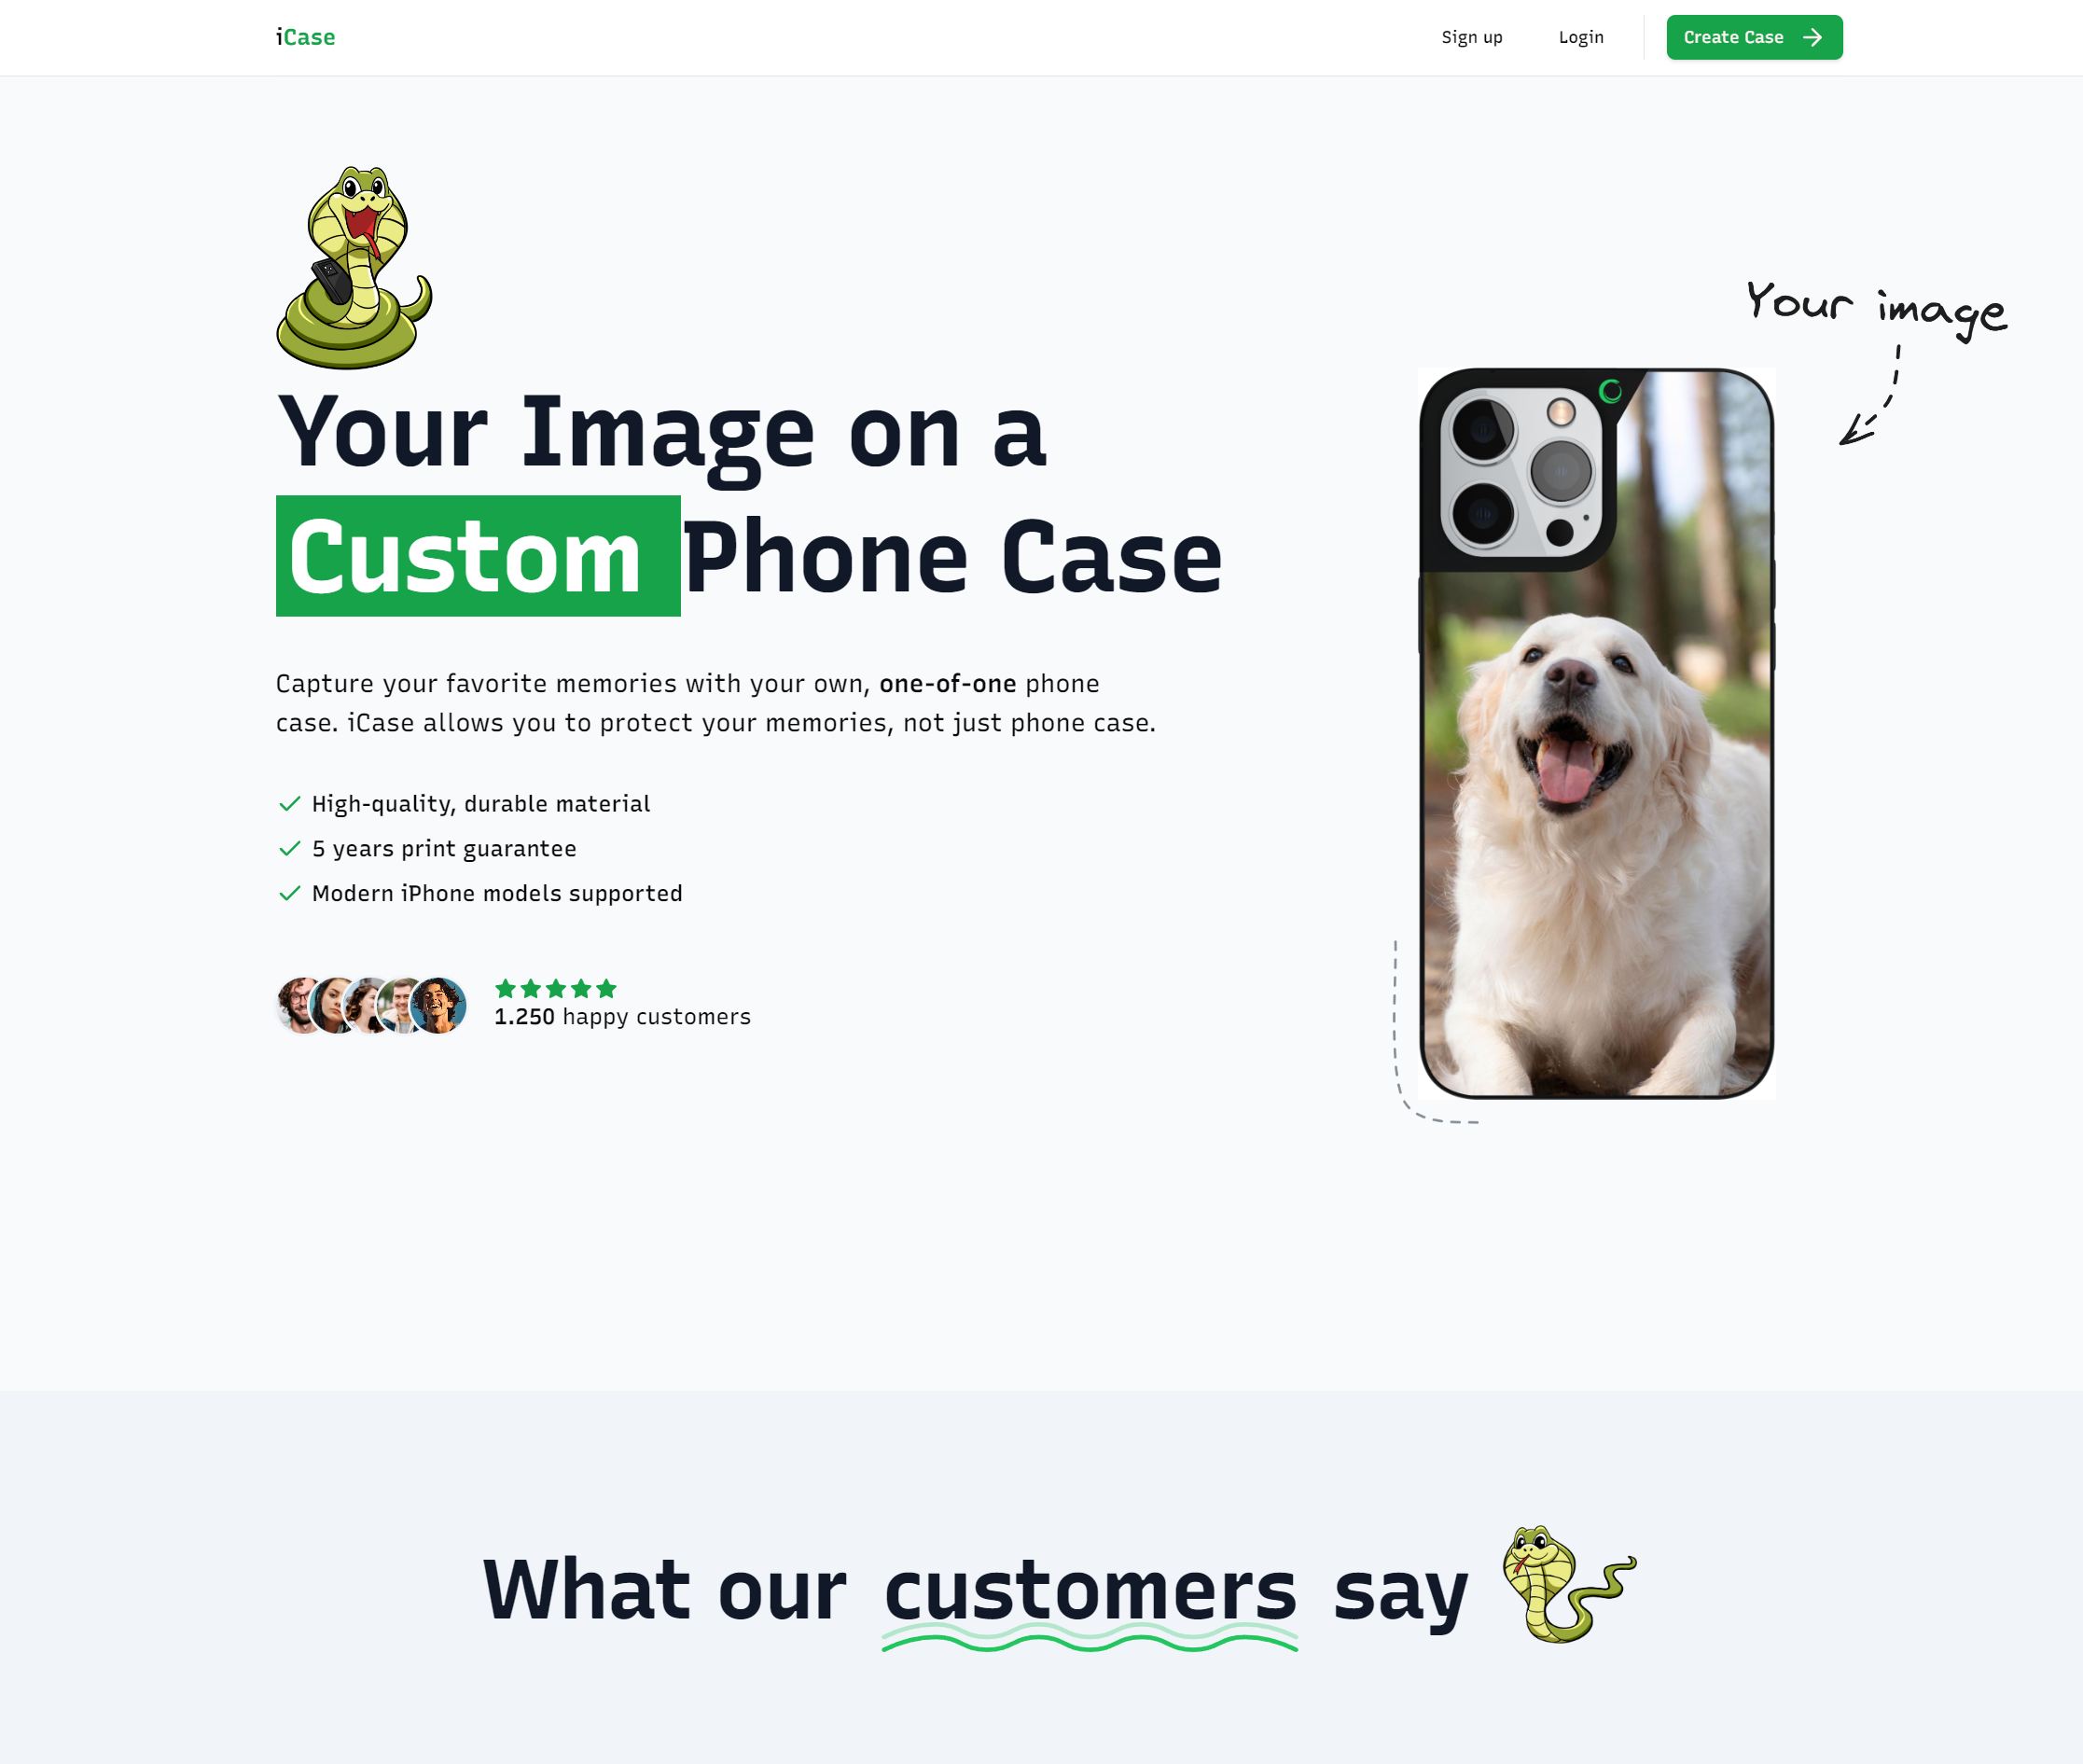 iCase
Sign up
Login
Create Case
Your image
Your Image on a
Custom Phone Case
Capture your favorite memories with your own, one-of-one phone
case. iCase allows you to protect your memories, not just phone case.
High-quality, durable material
5 years print guarantee
Modern iPhone models supported
1.250 happy customers
What our customers say